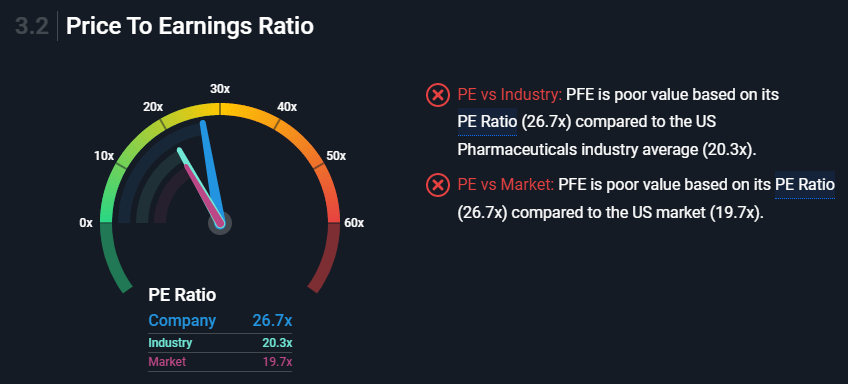 3.2 Price To Earnings Ratio
0x
10x
20x
30x
40x
50x
60x
PE Ratio
Company 26.7x
Industry 20.3x
Market 19.7x
PE vs Industry: PFE is poor value based on its
PE Ratio (26.7x) compared to the US
Pharmaceuticals industry average (20.3x).
PE vs Market: PFE is poor value based on its PE Ratio
(26.7x) compared to the US market (19.7x).